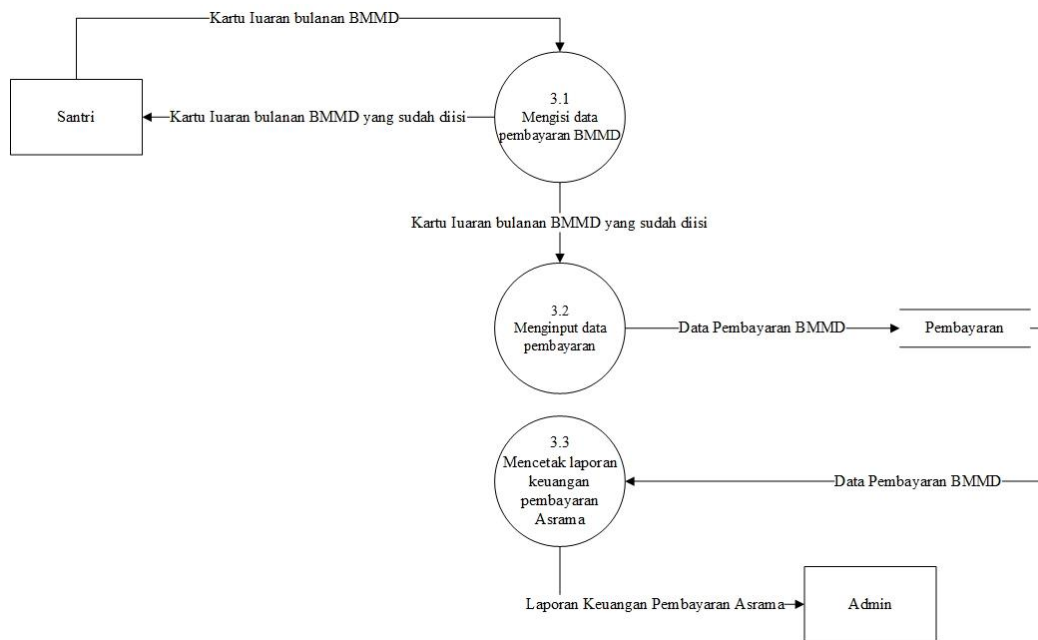 Kartu Iuaran bulanan BMMD
Santri
Kartu Iuaran bulanan BMMD yang sudah diisi
3.1
Mengisi data
pembayaran BMMD
Kartu Iuaran bulanan BMMD yang sudah diisi
3.2
Menginput data
pembayaran
Data Pembayaran BMMD
Pembayaran
3.3
Mencetak laporan
keuangan
pembayaran
Asrama
Data Pembayaran BMMD
Laporan Keuangan Pembayaran Asrama
Admin